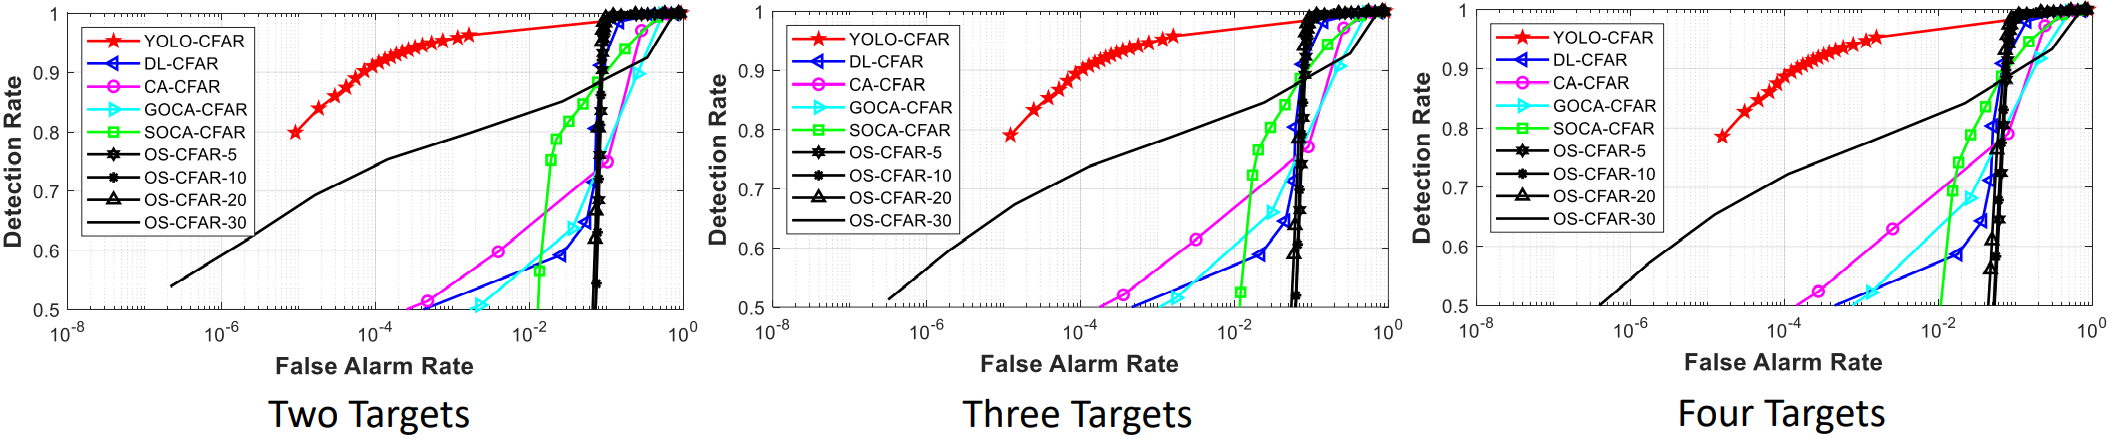 1
0.9
0.8
0.7
0.6
0.5
Detection Rate
YOLO-CFAR
DL-CFAR
CA-CFAR
GOCA-CFAR
SOCA-CFAR
OS-CFAR-5
OS-CFAR-10
OS-CFAR-20
OS-CFAR-30
10-8 10-6 10-4 10-2 100
False Alarm Rate
Two Targets
1
0.9
0.8
0.7
0.6
0.5
Detection Rate
YOLO-CFAR
DL-CFAR
CA-CFAR
GOCA-CFAR
SOCA-CFAR
OS-CFAR-5
OS-CFAR-10
OS-CFAR-20
OS-CFAR-30
10-8 10-6 10-4 10-2 100
False Alarm Rate
Three Targets
1
0.9
0.8
0.7
0.6
0.5
Detection Rate
YOLO-CFAR
DL-CFAR
CA-CFAR
GOCA-CFAR
SOCA-CFAR
OS-CFAR-5
OS-CFAR-10
OS-CFAR-20
OS-CFAR-30
10-8 10-6 10-4 10-2 100
False Alarm Rate
Four Targets